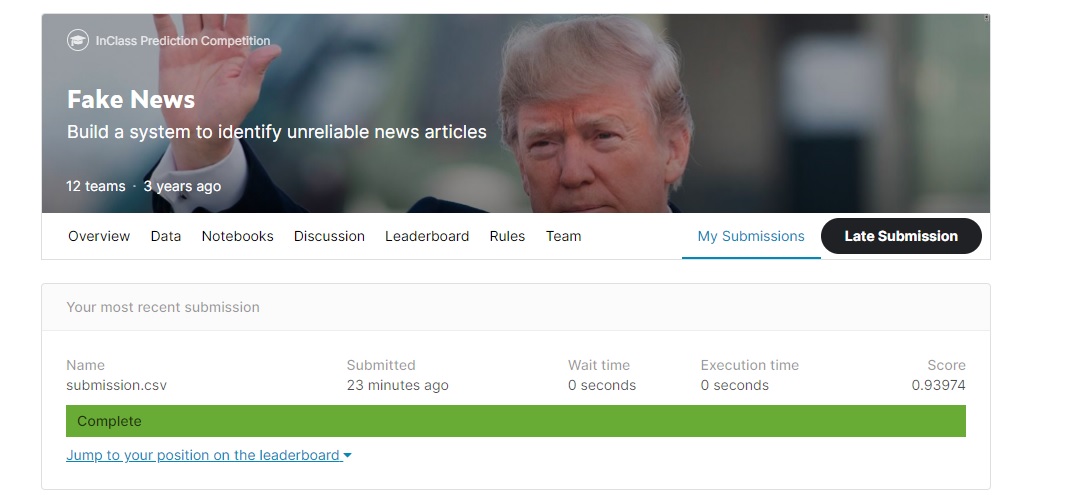 InClass Prediction Competition
Fake News
Build a system to identify unreliable news articles
12 teams · 3 years ago
Overview Data Notebooks Discussion Leaderboard Rules Team My Submissions Late Submission
Your most recent submission
Name Submitted Wait time Execution time Score
submission.csv 23 minutes ago 0 seconds 0 seconds 0.93974
Complete
Jump to your position on the leaderboard